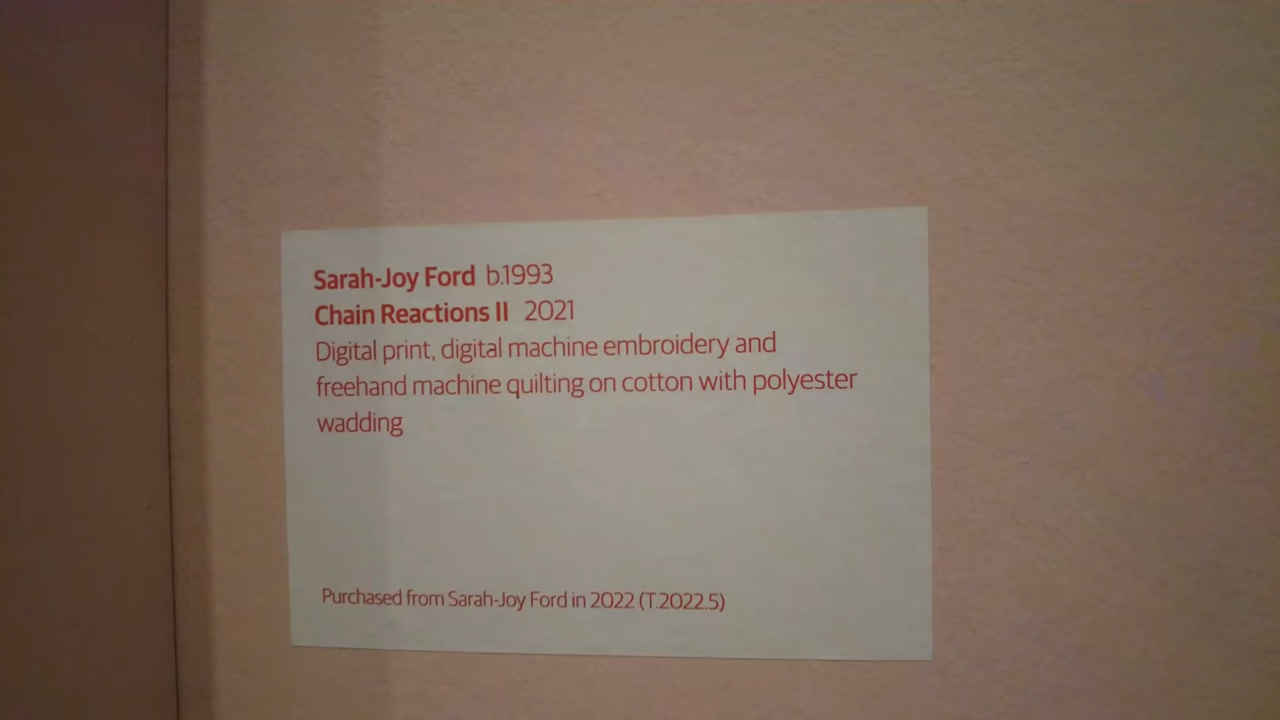 Sarah-Joy Ford b.1993
Chain Reactions II 2021
Digital print, digital machine embroidery and
freehand machine quilting on cotton with polyester
wadding
Purchased from Sarah-Joy Ford in 2022 (T.2022.5)